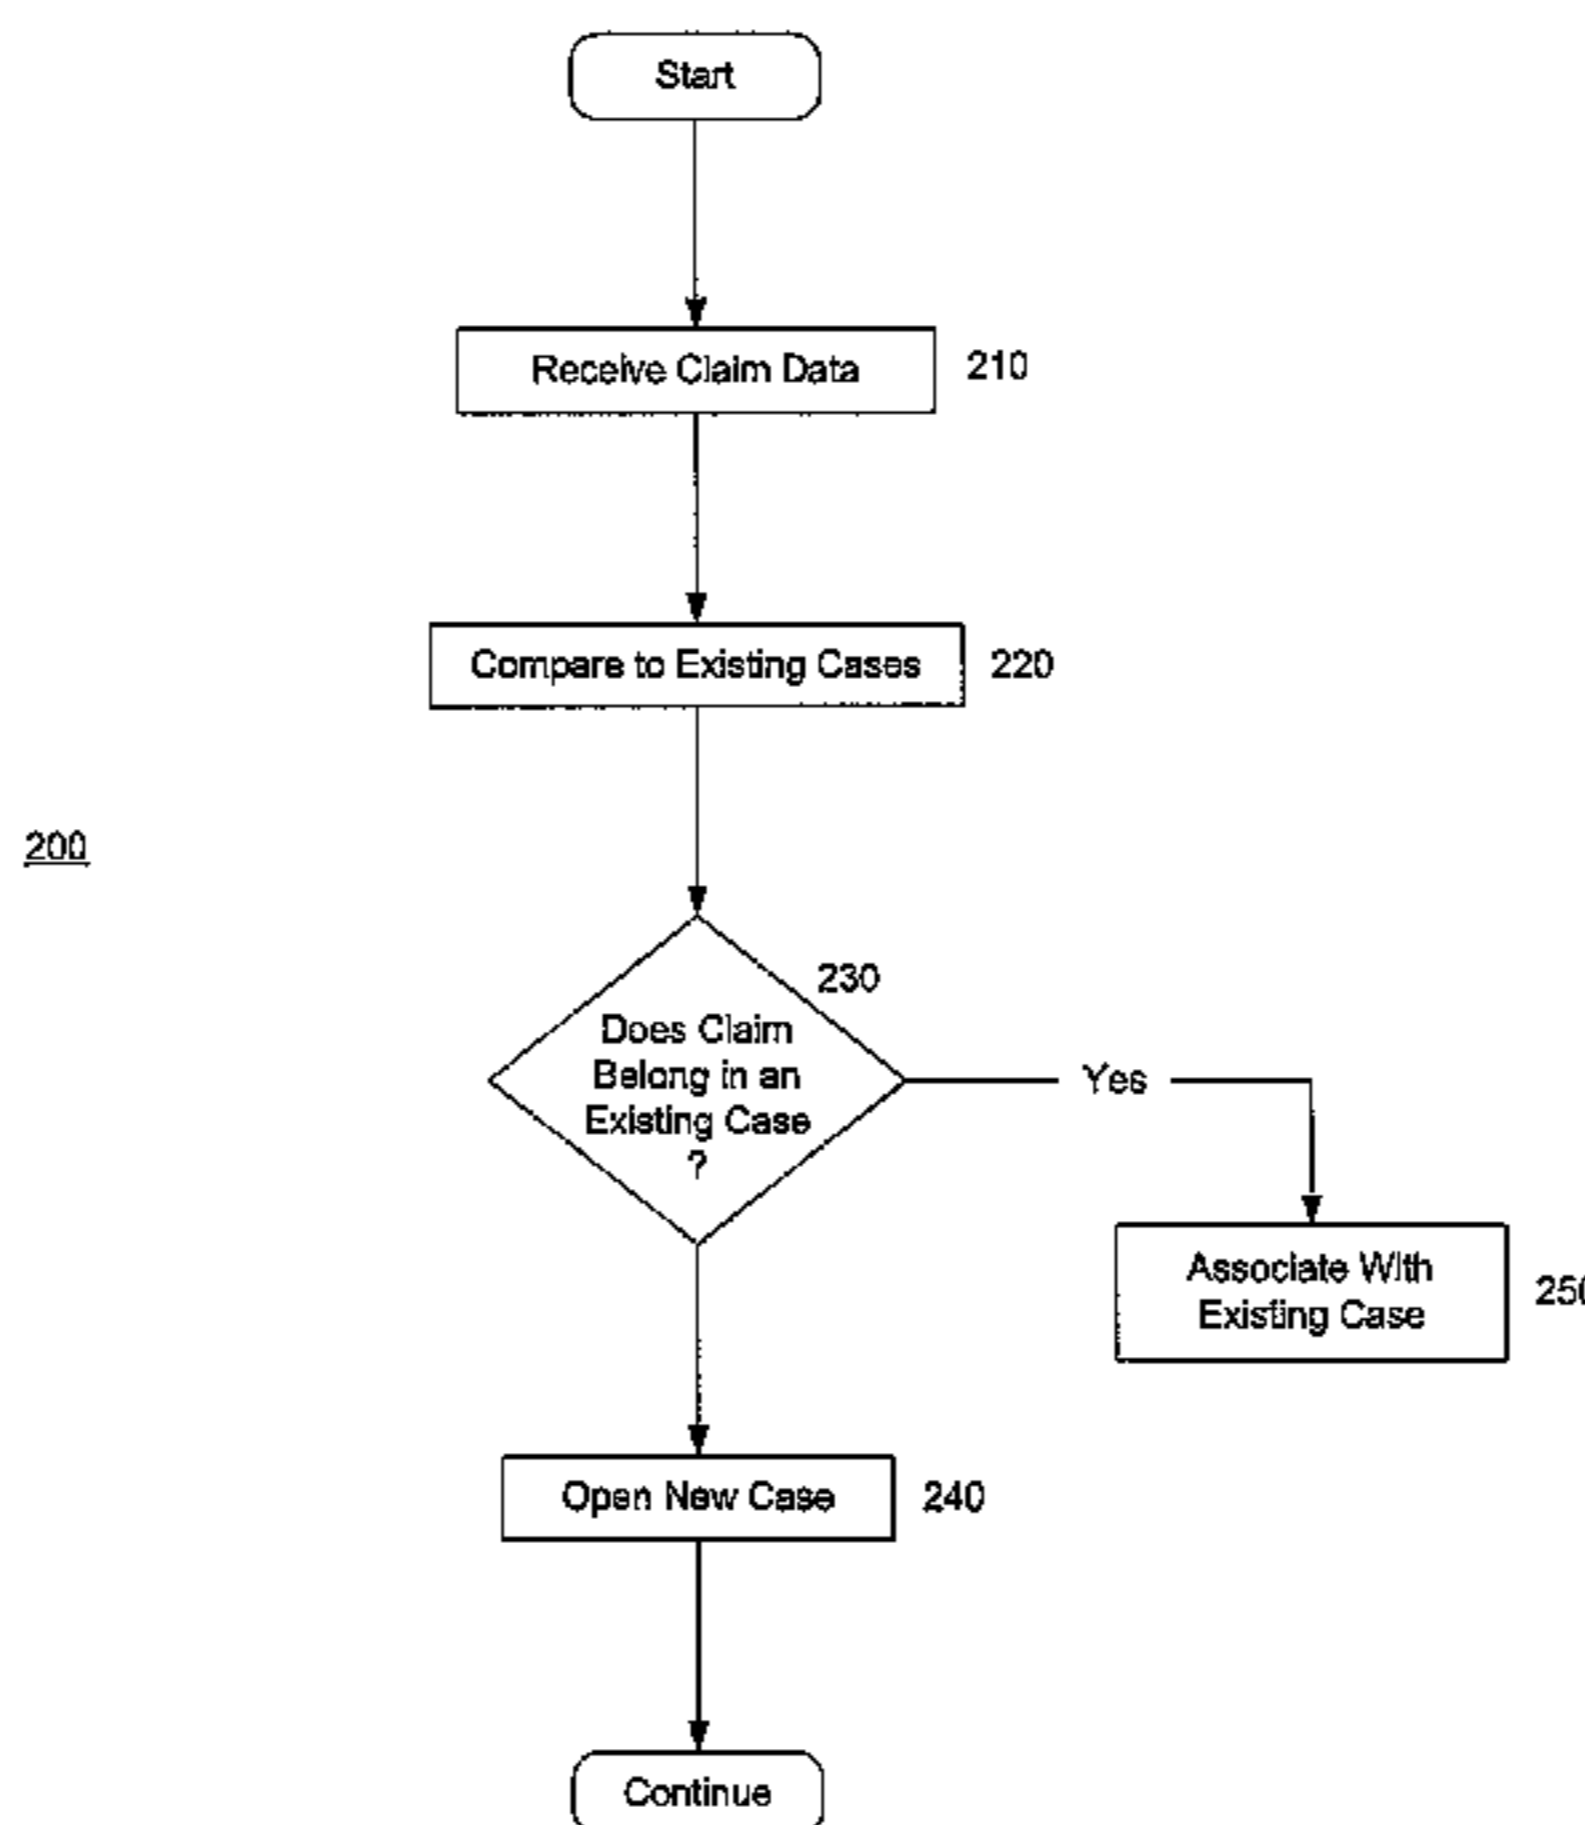 Start
Receive Claim Data
210
Compare to Existing Cases
220
200
230
Does Claim
Belong in an
Existing Case
?
Yes
Associate With
Existing Case
250
Open New Case
240
Continue